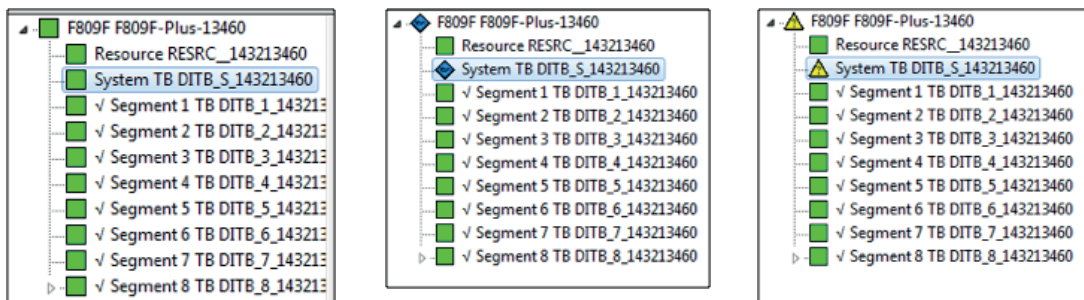 F809F F809F-Plus-13460
Resource RESRC__143213460
System TB DITB_S_143213460
√ Segment 1 TB DITB_1_143213
√ Segment 2 TB DITB_2_143213
√ Segment 3 TB DITB_3_143213
√ Segment 4 TB DITB_4_143213
√ Segment 5 TB DITB_5_143213
√ Segment 6 TB DITB_6_143213
√ Segment 7 TB DITB_7_143213
√ Segment 8 TB DITB_8_143213
F809F F809F-Plus-13460
Resource RESRC__143213460
System TB DITB_S_143213460
√ Segment 1 TB DITB_1_143213460
√ Segment 2 TB DITB_2_143213460
√ Segment 3 TB DITB_3_143213460
√ Segment 4 TB DITB_4_143213460
√ Segment 5 TB DITB_5_143213460
√ Segment 6 TB DITB_6_143213460
√ Segment 7 TB DITB_7_143213460
√ Segment 8 TB DITB_8_143213460
F809F F809F-Plus-13460
Resource RESRC__143213460
System TB DITB_S_143213460
√ Segment 1 TB DITB_1_143213460
√ Segment 2 TB DITB_2_143213460
√ Segment 3 TB DITB_3_143213460
√ Segment 4 TB DITB_4_143213460
√ Segment 5 TB DITB_5_143213460
√ Segment 6 TB DITB_6_143213460
√ Segment 7 TB DITB_7_143213460
√ Segment 8 TB DITB_8_143213460